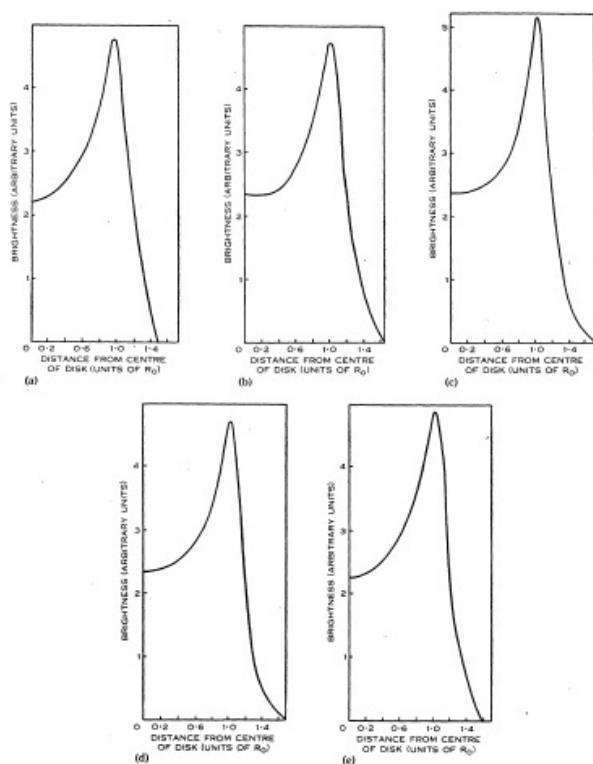 BRIGHTNESS (ARBITRARY UNITS)
4
3
2
1
0 0·2 0·6 1·0 1·4
DISTANCE FROM CENTRE
OF DISK (UNITS OF R₀)
(a)
BRIGHTNESS (ARBITRARY UNITS)
4
3
2
1
0 0·2 0·6 1·0 1·4
DISTANCE FROM CENTRE
OF DISK (UNITS OF R₀)
(b)
BRIGHTNESS (ARBITRARY UNITS)
5
4
3
2
1
0 0·2 0·6 1·0 1·4
DISTANCE FROM CENTRE
OF DISK (UNITS OF R₀)
(c)
BRIGHTNESS (ARBITRARY UNITS)
4
3
2
1
0 0·2 0·6 1·0 1·4
DISTANCE FROM CENTRE
OF DISK (UNITS OF R₀)
(d)
BRIGHTNESS (ARBITRARY UNITS)
4
3
2
1
0 0·2 0·6 1·0 1·4
DISTANCE FROM CENTRE
OF DISK (UNITS OF R₀)
(e)